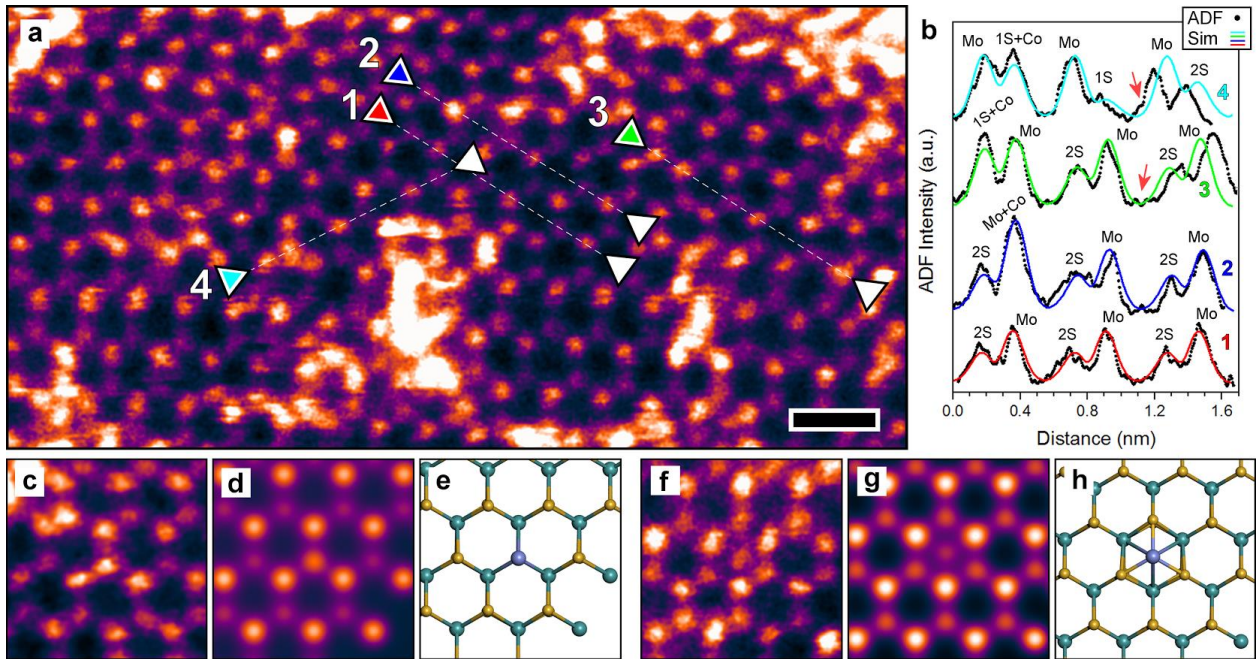 a
2
1
3
4
b
ADF
Sim
ADF Intensity (a.u.)
Mo 1S+Co Mo 1S Mo 2S 4
1S+Co Mo 2S Mo 2S Mo 3
2S Mo+Co 2S Mo 2S Mo 2
2S Mo 2S Mo 2S Mo 1
0.0 0.4 0.8 1.2 1.6
Distance (nm)
c d e f g h